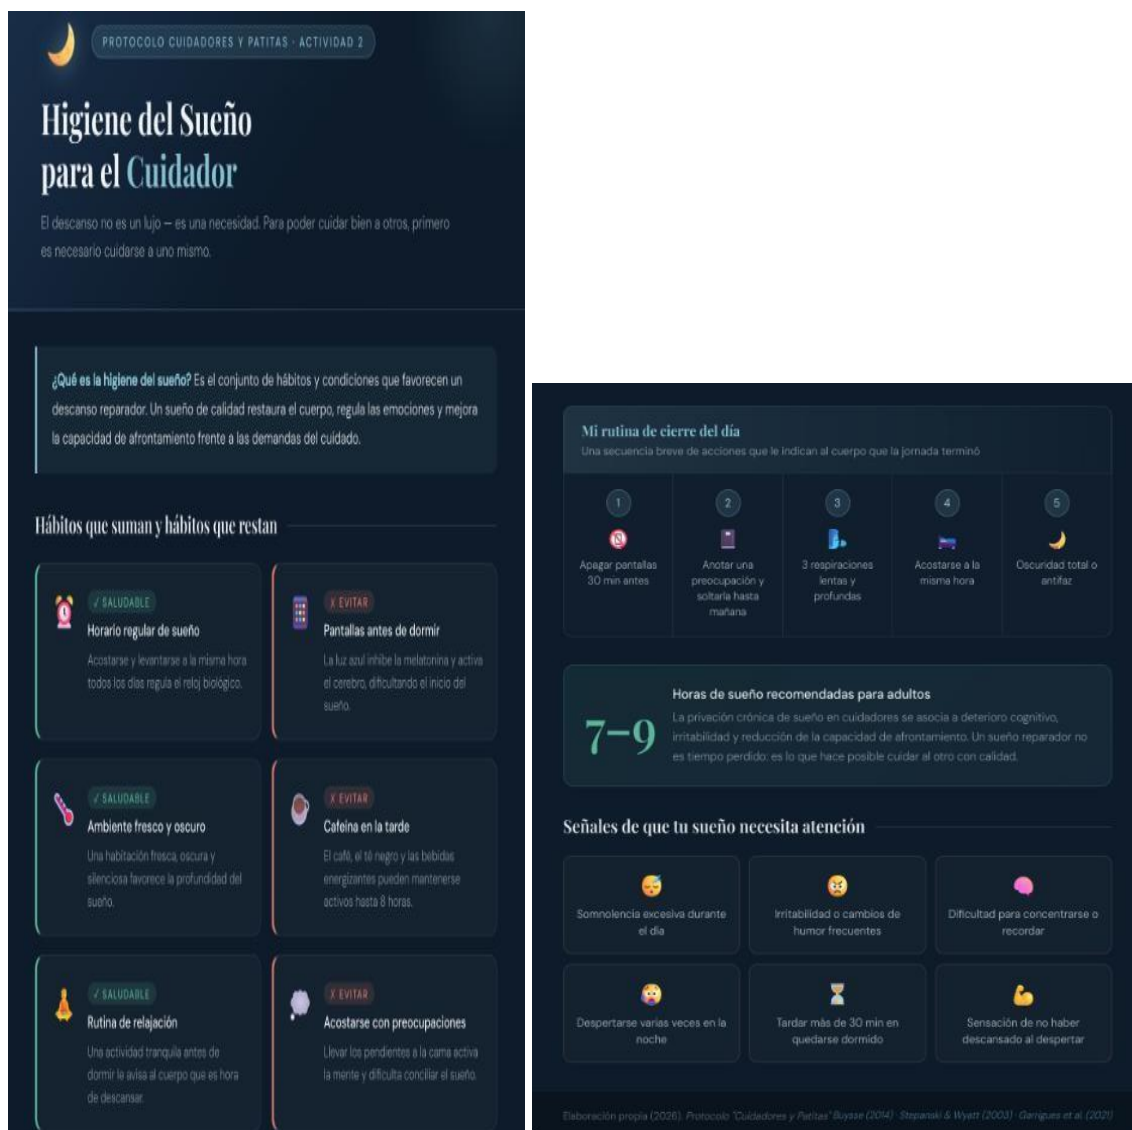 PROTOCOLO CUIDADORES Y PATITAS · ACTIVIDAD 2
Higiene del Sueño
para el Cuidador
El descanso no es un lujo — es una necesidad. Para poder cuidar bien a otros, primero
es necesario cuidarse a uno mismo.
¿Qué es la higiene del sueño? Es el conjunto de hábitos y condiciones que favorecen un
descanso reparador. Un sueño de calidad restaura el cuerpo, regula las emociones y mejora
la capacidad de afrontamiento frente a las demandas del cuidado.
Hábitos que suman y hábitos que restan
✓ SALUDABLE
Horario regular de sueño
Acostarse y levantarse a la misma hora
todos los días regula el reloj biológico.
✗ EVITAR
Pantallas antes de dormir
La luz azul inhibe la melatonina y activa
el cerebro, dificultando el inicio del
sueño.
✓ SALUDABLE
Ambiente fresco y oscuro
Una habitación fresca, oscura y
silenciosa favorece la profundidad del
sueño.
✗ EVITAR
Cafeína en la tarde
El café, el té negro y las bebidas
energizantes pueden mantenerse
activos hasta 8 horas.
✓ SALUDABLE
Rutina de relajación
Una actividad tranquila antes de
dormir le avisa al cuerpo que es hora
de descansar.
✗ EVITAR
Acostarse con preocupaciones
Llevar los pendientes a la cama activa
la mente y dificulta conciliar el sueño.
Mi rutina de cierre del día
Una secuencia breve de acciones que le indican al cuerpo que la jornada terminó
1
Apagar pantallas
30 min antes
2
Anotar una
preocupación y
soltarla hasta
mañana
3
3 respiraciones
lentas y
profundas
4
Acostarse a la
misma hora
5
Oscuridad total o
antifaz
7–9
Horas de sueño recomendadas para adultos
La privación crónica de sueño en cuidadores se asocia a deterioro cognitivo,
irritabilidad y reducción de la capacidad de afrontamiento. Un sueño reparador no
es tiempo perdido: es lo que hace posible cuidar al otro con calidad.
Señales de que tu sueño necesita atención
Somnolencia excesiva durante
el día
Irritabilidad o cambios de
humor frecuentes
Dificultad para concentrarse o
recordar
Despertarse varias veces en la
noche
Tardar más de 30 min en
quedarse dormido
Sensación de no haber
descansado al despertar
Elaboración propia (2026). Protocolo "Cuidadores y Patitas" Buysse (2014) · Stepanski & Wyatt (2003) · Garrigues et al. (2021)